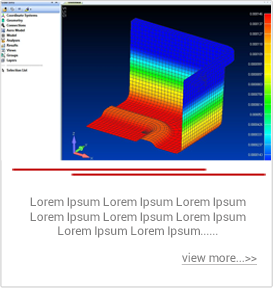 Coordinate Systems
Geometry
Connections
Aero Model
Model
Analyses
Results
Views
Groups
Layers
Selection List
Lorem Ipsum Lorem Ipsum Lorem Ipsum
Lorem Ipsum Lorem Ipsum Lorem Ipsum
Lorem Ipsum Lorem Ipsum......
view more...>>